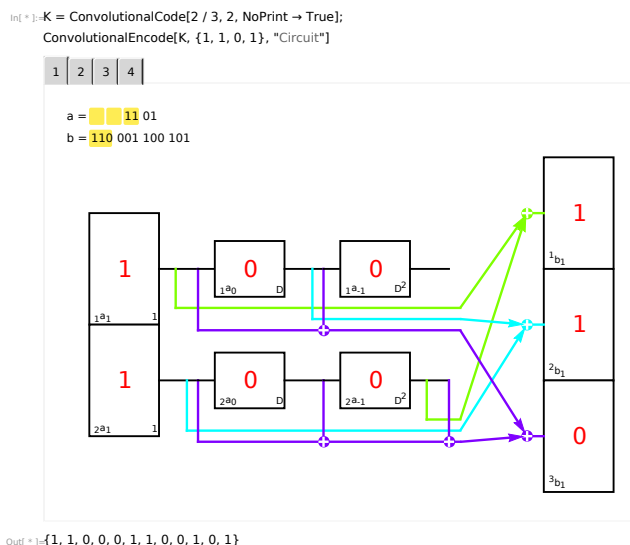 In[ * ]:= K = ConvolutionalCode[2 / 3, 2, NoPrint → True];
ConvolutionalEncode[K, {1, 1, 0, 1}, "Circuit"]
1 2 3 4
a = 11 01
b = 110 001 100 101
1
1b1
1
1a1 1
0
1a0 D
0
1a-1 D2
1
2b1
1
2a1 1
0
2a0 D
0
2a-1 D2
0
3b1
Out[ * ]= {1, 1, 0, 0, 0, 1, 1, 0, 0, 1, 0, 1}